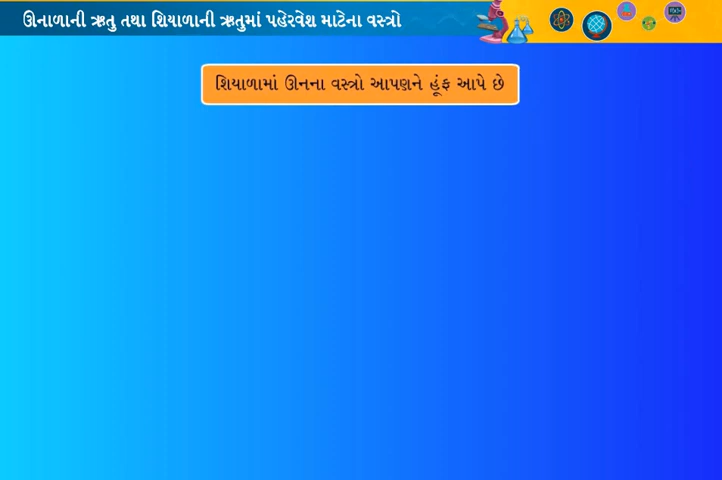 ઊનાળાની ઋતુ તથા શિયાળાની ઋતુમાં પહેરવેશ માટેના વસ્ત્રો
શિયાળામાં ઊનના વસ્ત્રો આપણને હૂંફ આપે છે